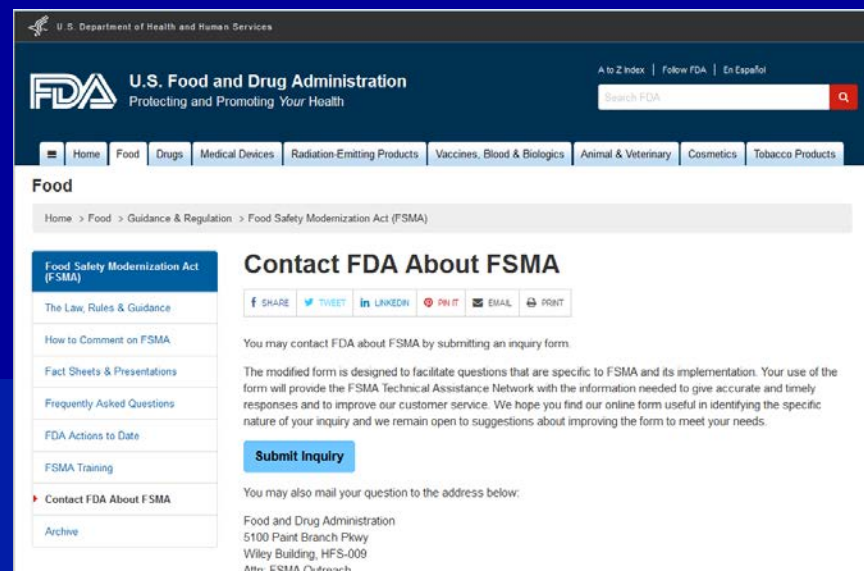 U.S. Department of Health and Human Services
FDA
U.S. Food and Drug Administration
Protecting and Promoting Your Health
A to Z Index | Follow FDA | En Español
Search FDA
Home
Food
Drugs
Medical Devices
Radiation-Emitting Products
Vaccines, Blood & Biologics
Animal & Veterinary
Cosmetics
Tobacco Products
Food
Home > Food > Guidance & Regulation > Food Safety Modernization Act (FSMA)
Food Safety Modernization Act
(FSMA)
The Law, Rules & Guidance
How to Comment on FSMA
Fact Sheets & Presentations
Frequently Asked Questions
FDA Actions to Date
FSMA Training
Contact FDA About FSMA
Archive
Contact FDA About FSMA
f SHARE
TWEET
in LINKEDIN
PIN IT
EMAIL
PRINT
You may contact FDA about FSMA by submitting an inquiry form.
The modified form is designed to facilitate questions that are specific to FSMA and its implementation. Your use of the
form will provide the FSMA Technical Assistance Network with the information needed to give accurate and timely
responses and to improve our customer service. We hope you find our online form useful in identifying the specific
nature of your inquiry and we remain open to suggestions about improving the form to meet your needs.
Submit Inquiry
You may also mail your question to the address below:
Food and Drug Administration
5100 Paint Branch Pkwy
Wiley Building, HFS-009
Attn: FSMA Outreach